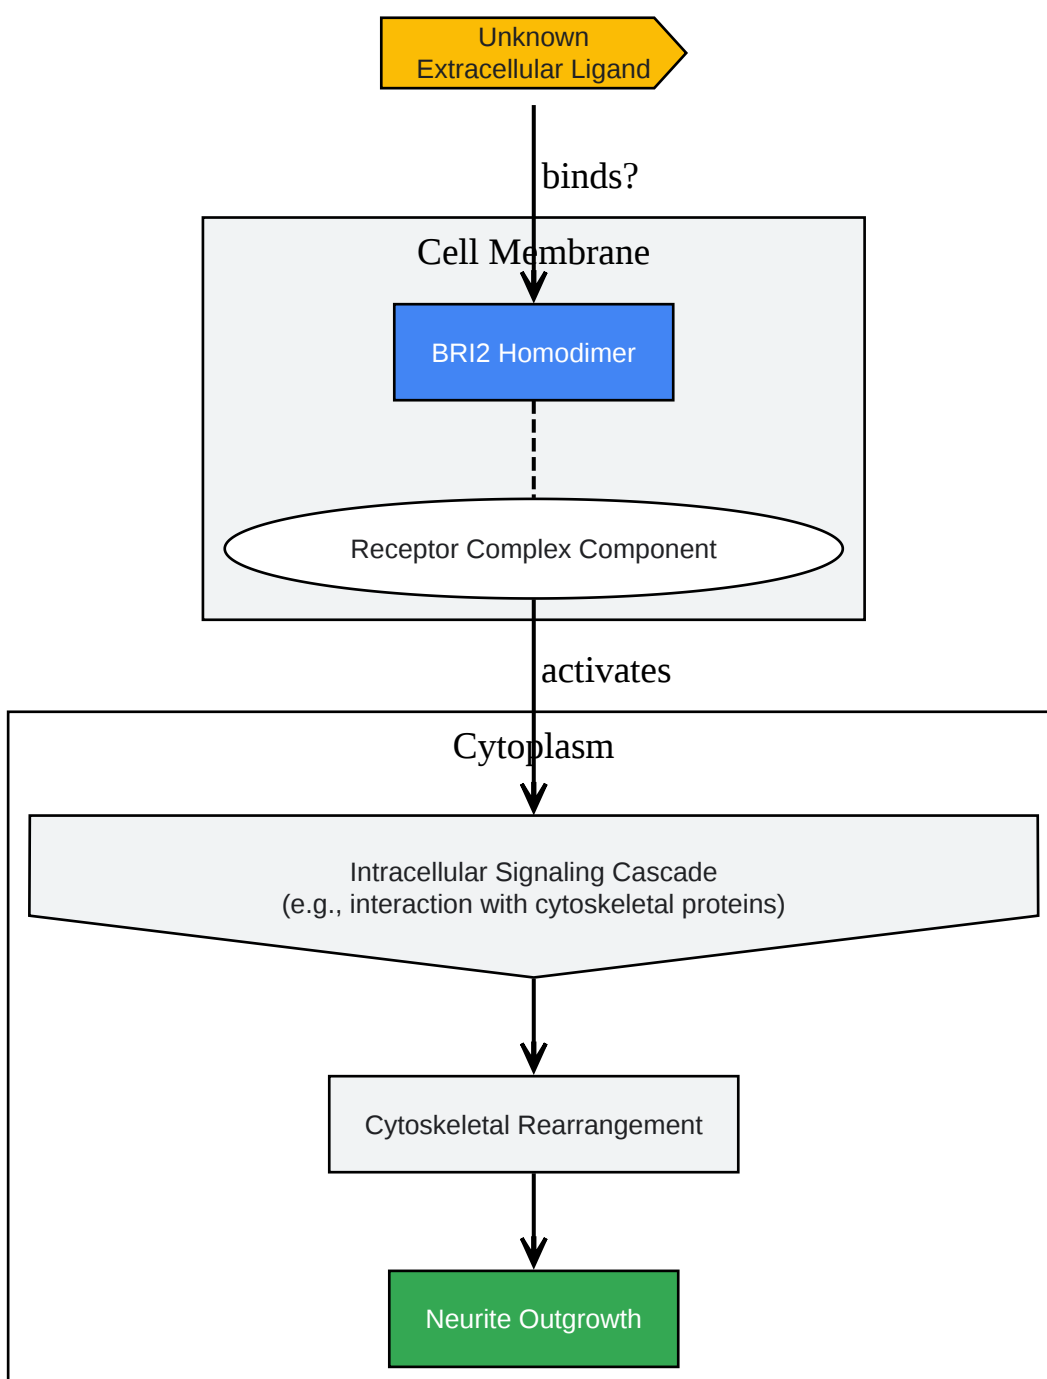 Unknown
Extracellular Ligand
binds?
Cell Membrane
BRI2 Homodimer
Receptor Complex Component
activates
Cytoplasm
Intracellular Signaling Cascade
(e.g., interaction with cytoskeletal proteins)
Cytoskeletal Rearrangement
Neurite Outgrowth